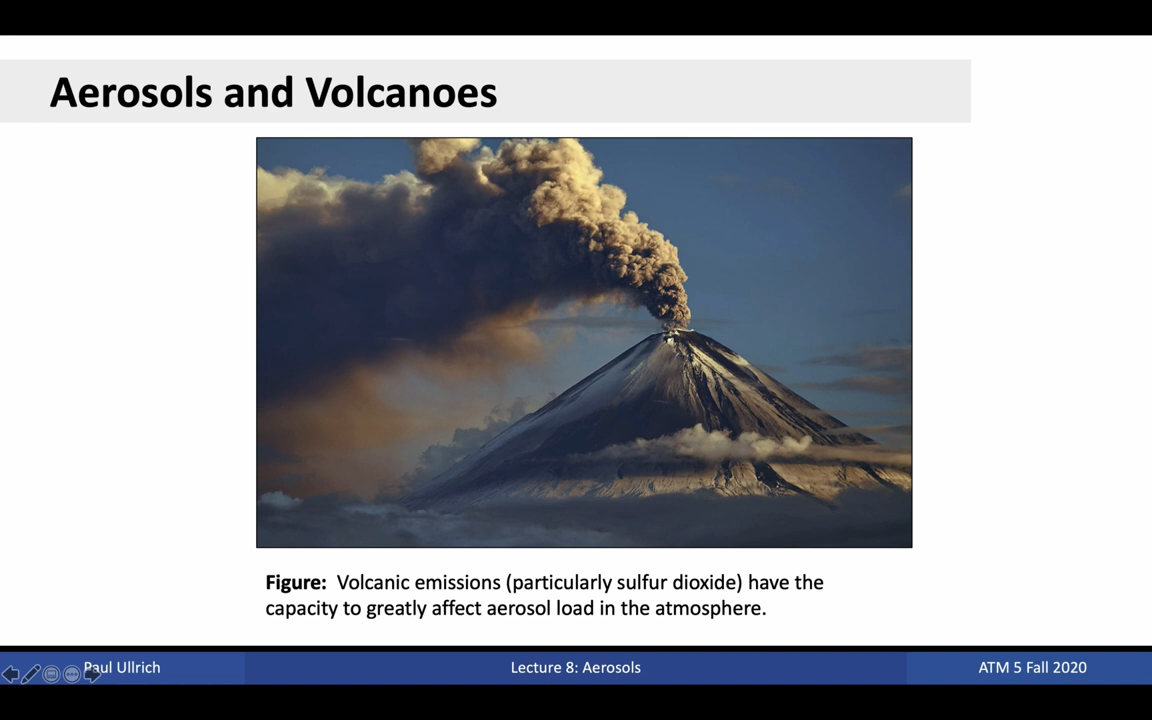 Aerosols and Volcanoes
Figure: Volcanic emissions (particularly sulfur dioxide) have the
capacity to greatly affect aerosol load in the atmosphere.
Paul Ullrich
Lecture 8: Aerosols
ATM 5 Fall 2020